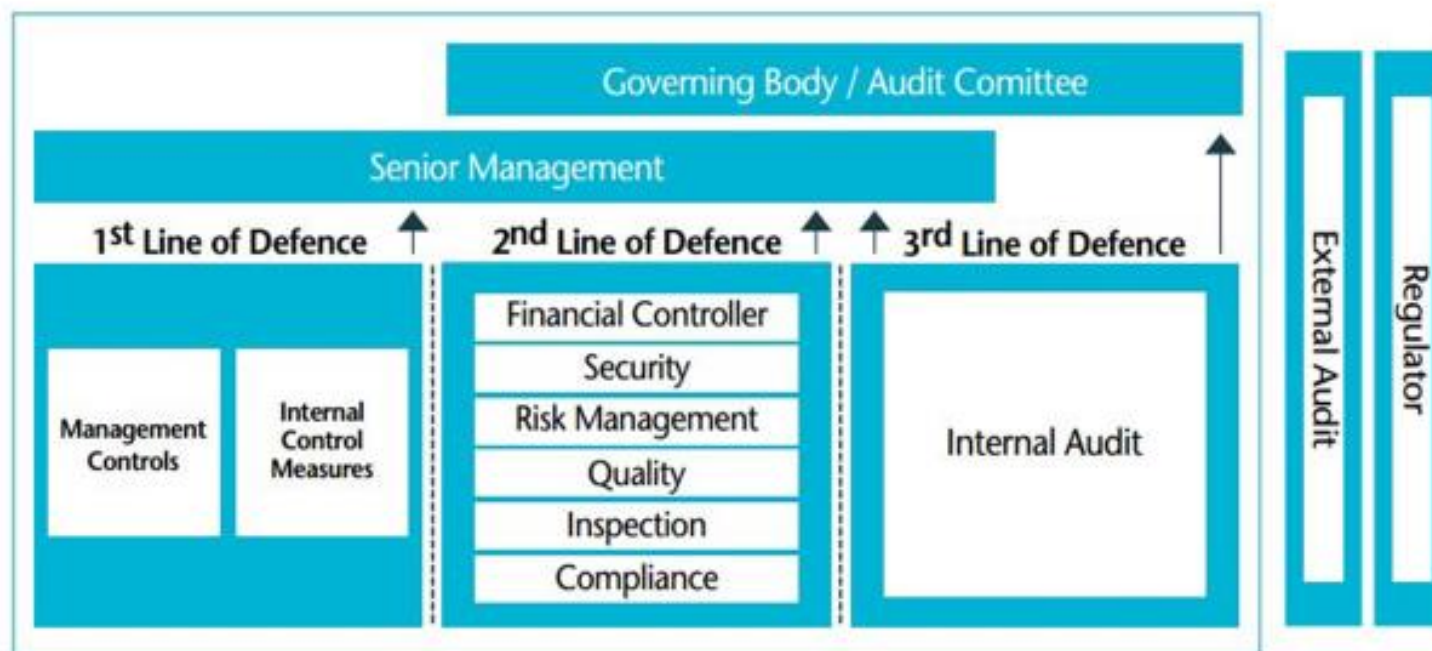 Governing Body / Audit Comittee
Senior Management
1st Line of Defence
2nd Line of Defence
3rd Line of Defence
Management
Controls
Internal
Control
Measures
Financial Controller
Security
Risk Management
Quality
Inspection
Compliance
Internal Audit
External Audit
Regulator